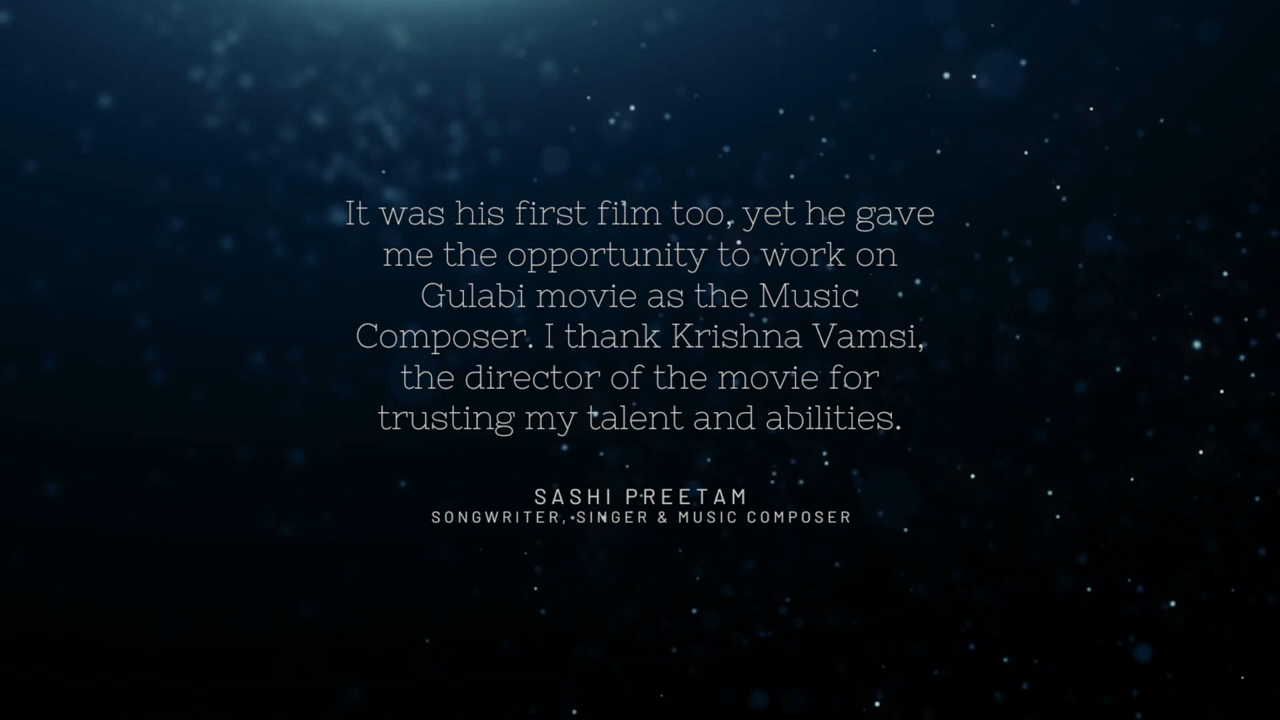 It was his first film too, yet he gave
me the opportunity to work on
Gulabi movie as the Music
Composer. I thank Krishna Vamsi,
the director of the movie for
trusting my talent and abilities.
SASHI PREETAM
SONGWRITER, SINGER & MUSIC COMPOSER